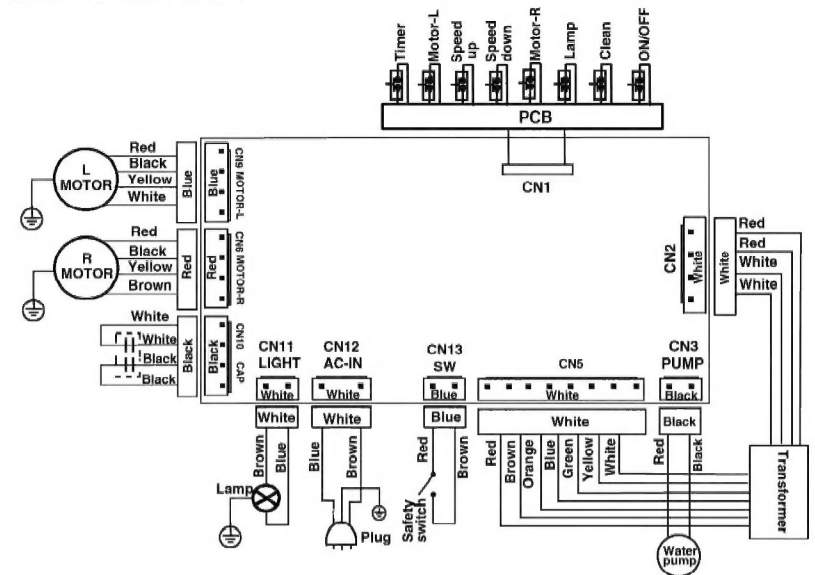 Timer
Motor-L
Speed
up
Speed
down
Motor-R
Lamp
Clean
ON/OFF
PCB
CN1
L
MOTOR
Red
Black
Yellow
White
Blue
Blue
CN9 MOTOR-L
R
MOTOR
Red
Black
Yellow
Brown
Red
Red
CN6 MOTOR-R
White
White
Black
Black
Black
Black
CN10
CAP
CN2
White
White
Red
Red
White
White
CN11
LIGHT
White
White
Brown
Blue
Lamp
CN12
AC-IN
White
White
Blue
Brown
Plug
CN13
SW
Blue
Blue
Red
Brown
Safety
switch
CN5
White
White
Red
Brown
Orange
Blue
Green
Yellow
White
CN3
PUMP
Black
Black
Red
Black
Water
pump
Transformer